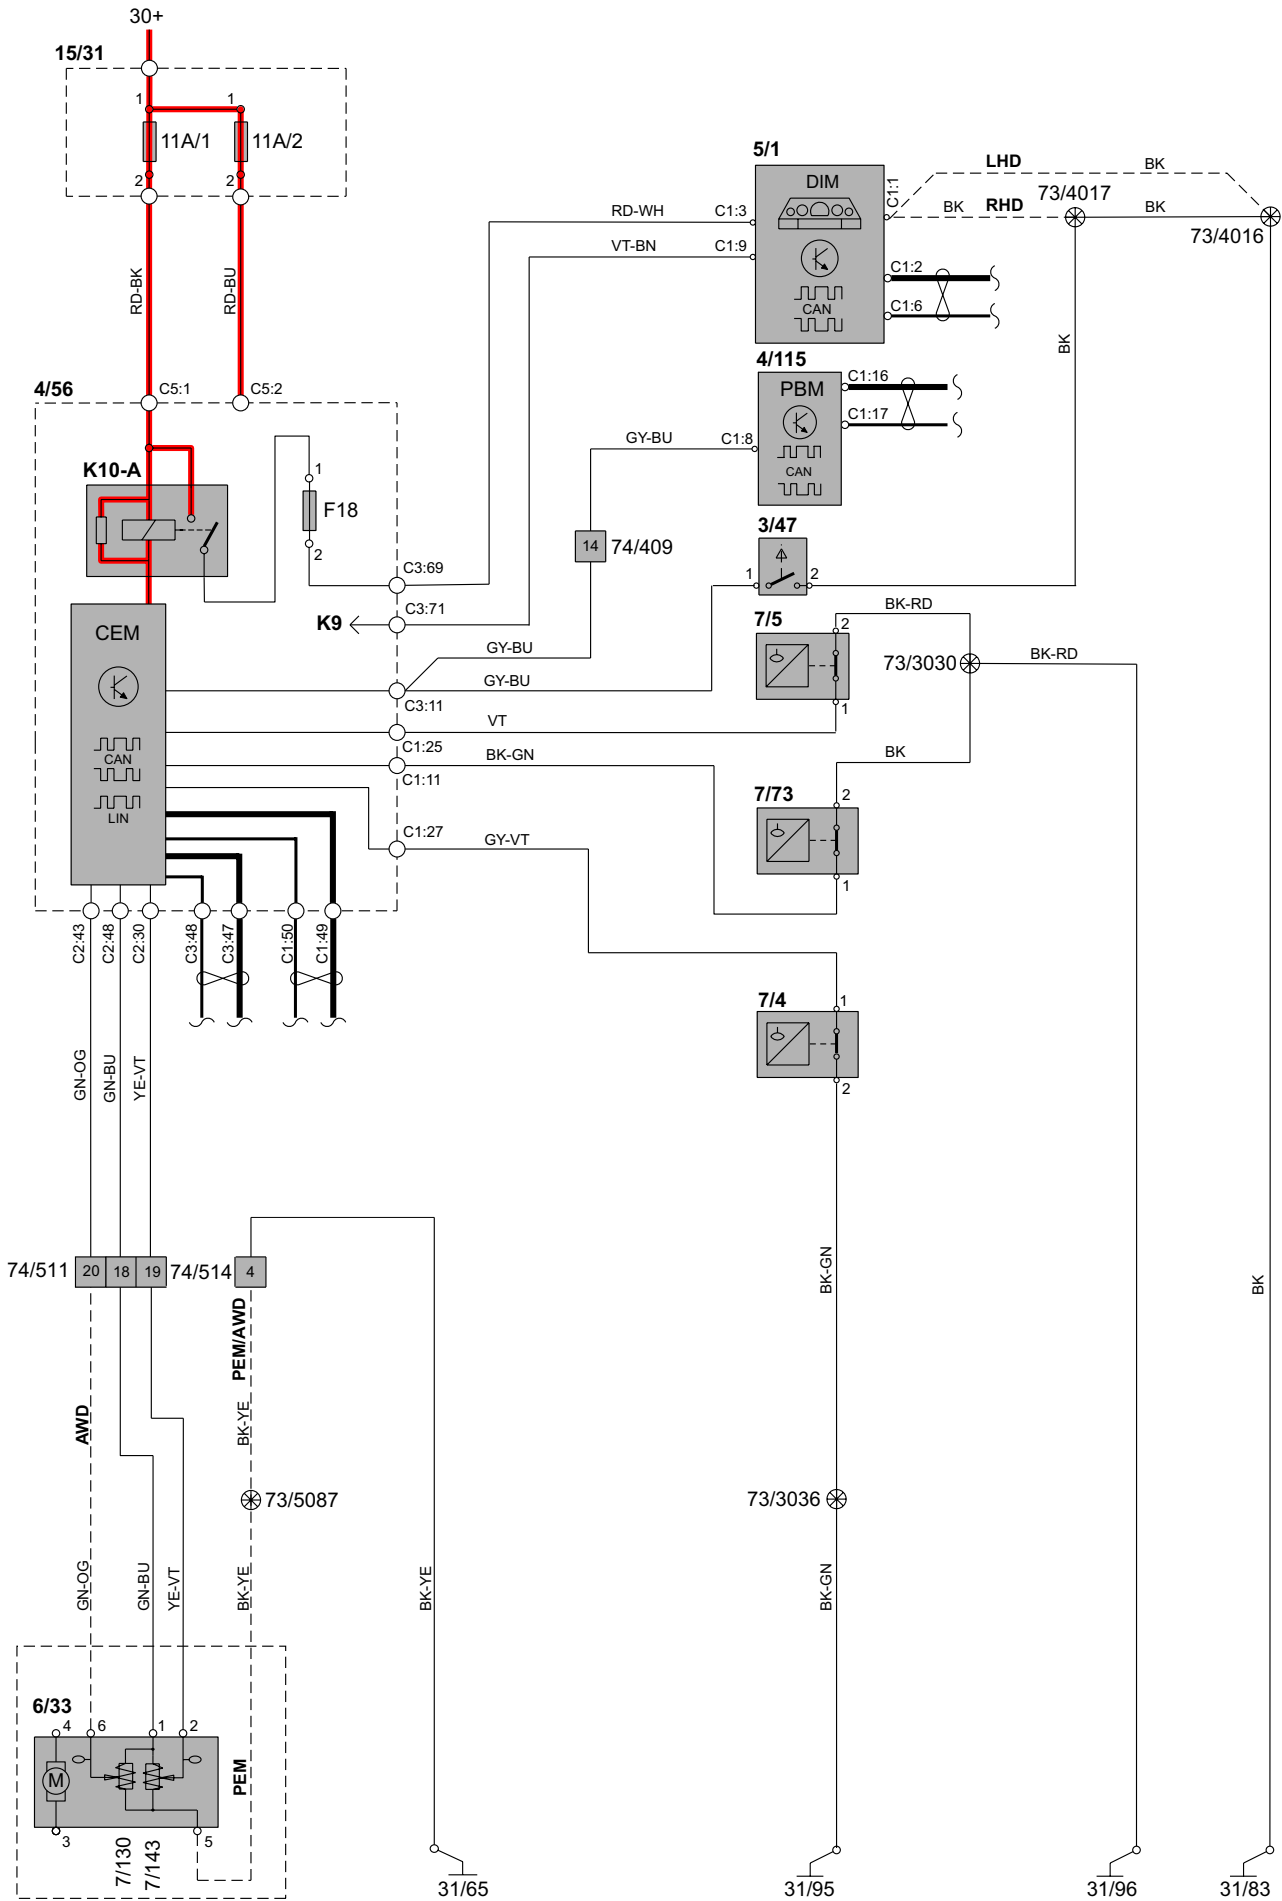 30+
15/31
1
1
11A/1
11A/2
2
2
RD-BK
RD-BU
5/1
DIM
C1:1
LHD
BK
RD-WH
C1:3
BK
RHD
73/4017
BK
73/4016
VT-BN
C1:9
C1:2
CAN
C1:6
BK
4/115
4/56
C5:1
C5:2
PBM
C1:16
C1:17
GY-BU
C1:8
CAN
K10-A
1
F18
2
14
74/409
3/47
1
2
C3:69
C3:71
K9
BK-RD
7/5
2
CEM
GY-BU
73/3030
BK-RD
GY-BU
C3:11
1
VT
C1:25
BK-GN
C1:11
BK
CAN
LIN
7/73
2
C1:27
GY-VT
1
C2:43
C2:48
C2:30
C3:48
C3:47
C1:50
C1:49
7/4
1
2
GN-OG
GN-BU
YE-VT
74/511
20
18
19
74/514
4
BK-GN
BK
PEM/AWD
AWD
BK-YE
73/5087
73/3036
GN-OG
GN-BU
YE-VT
BK-YE
BK-YE
BK-GN
6/33
4
6
1
2
M
PEM
3
5
7/130
7/143
31/65
31/95
31/96
31/83